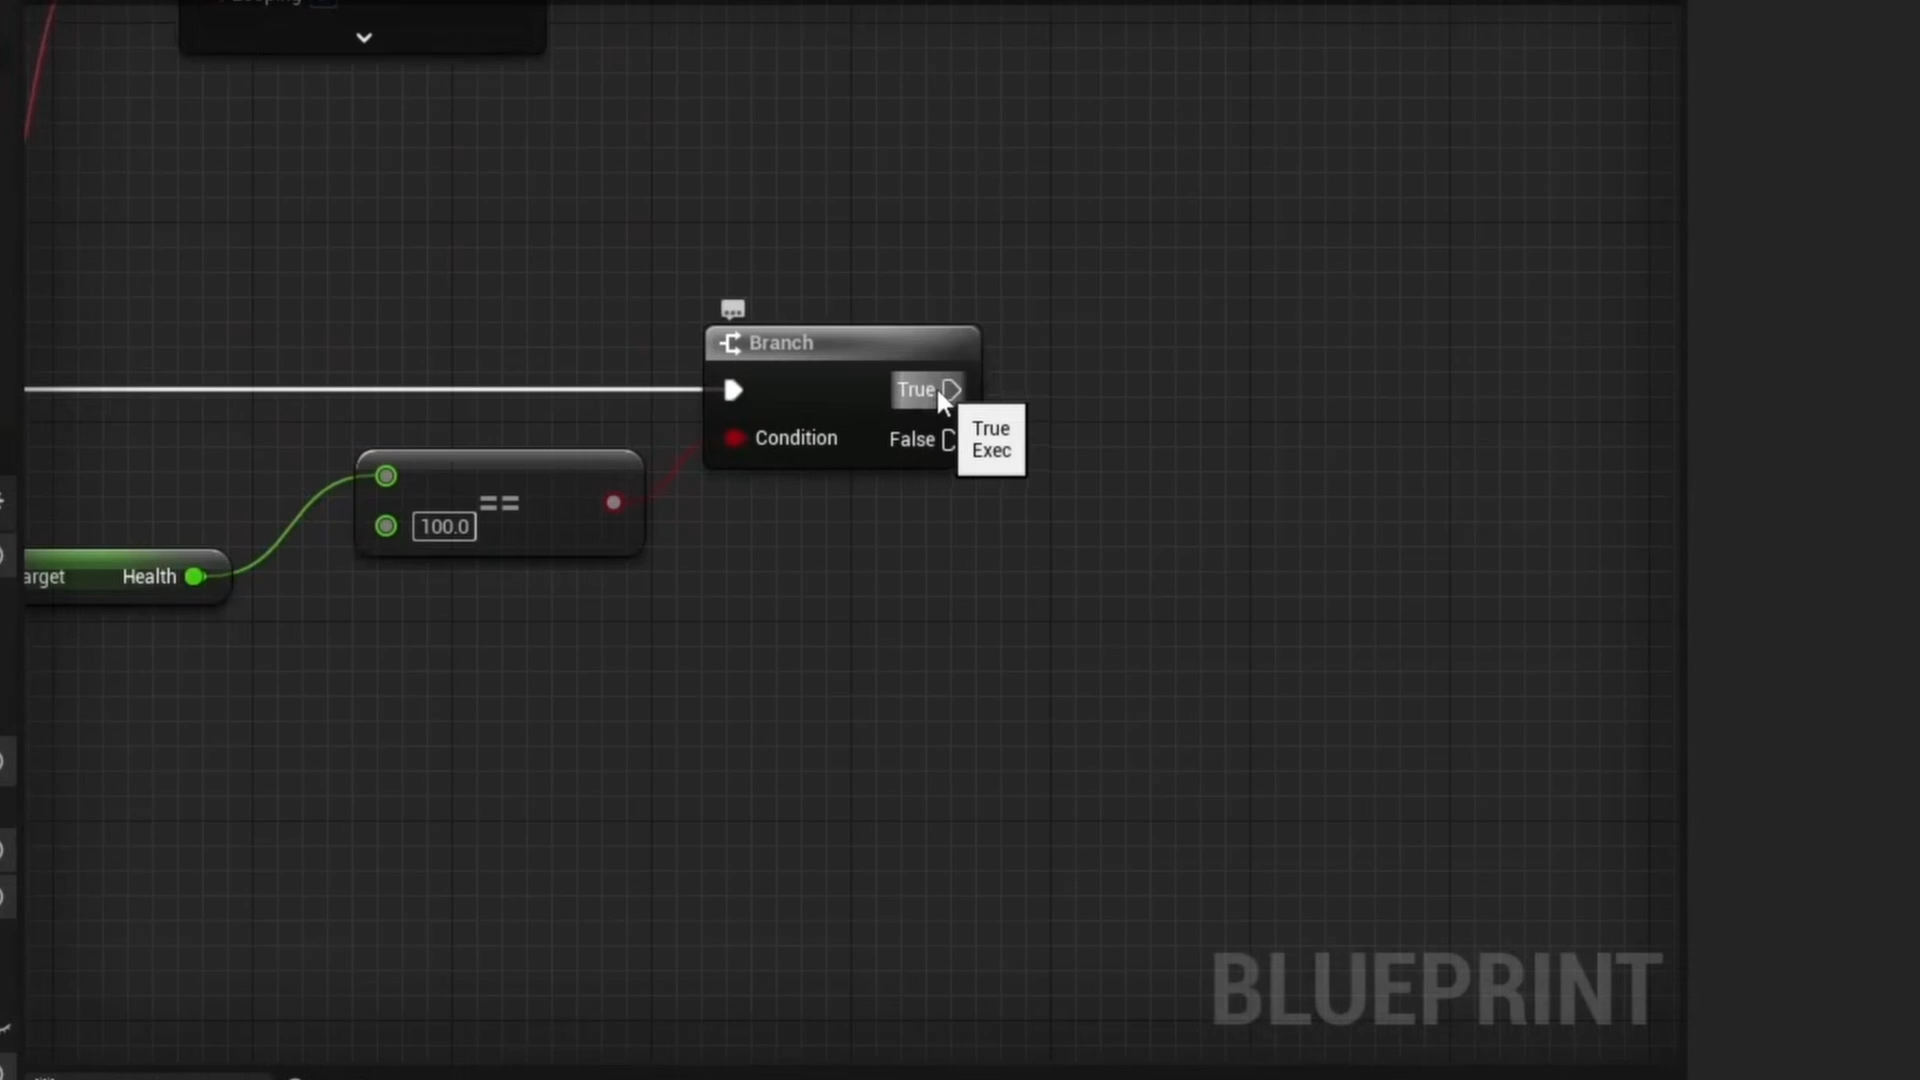 Branch
True
Condition
False
True
Exec
==
100.0
arget
Health
BLUEPRINT